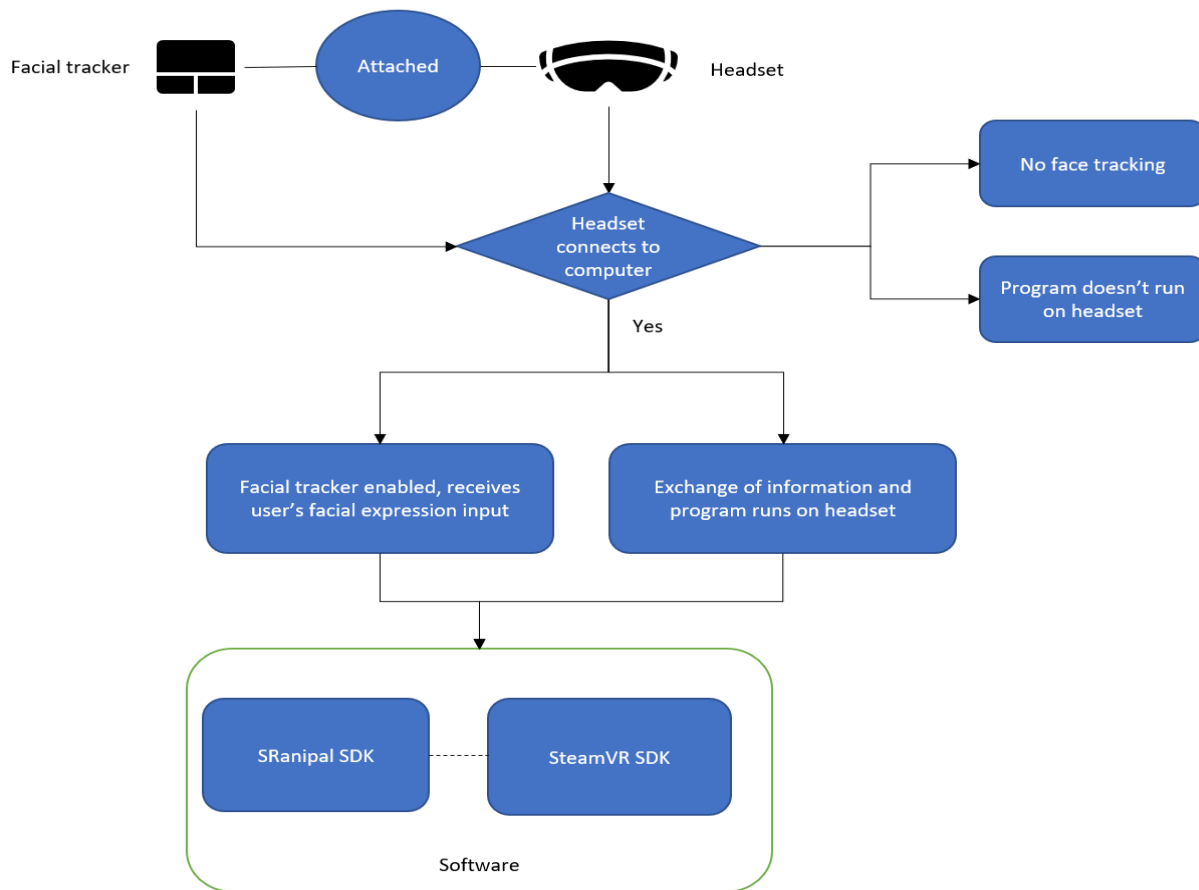 Facial tracker
Attached
Headset
No face tracking
Headset
connects to
computer
Program doesn’t run
on headset
Yes
Facial tracker enabled, receives
user’s facial expression input
Exchange of information and
program runs on headset
SRanipal SDK
SteamVR SDK
Software